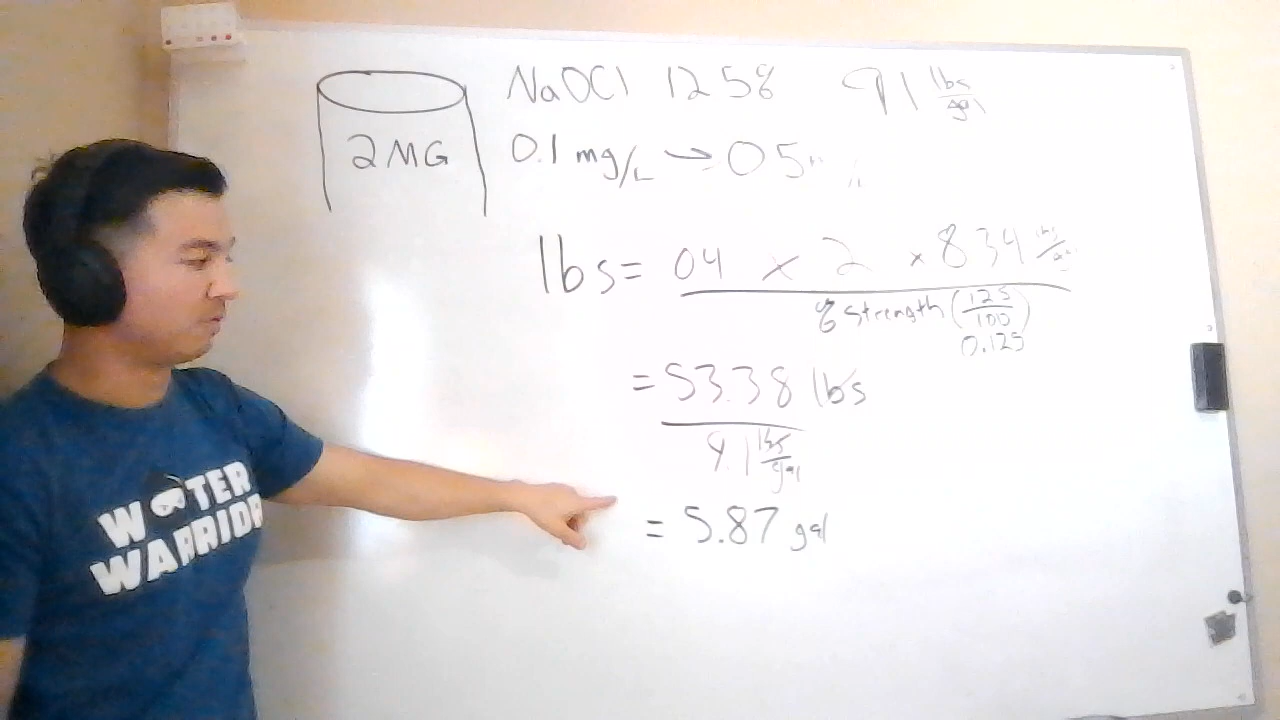 NaOCl 12 5% 9 1 lbs/gal
2MG 0.1 mg/L → 0 5
lbs = 0 4 x 2 x 8 34 lbs/gal
% Strength (12 5/100)
0.125
= 53.38 lbs
9.1 lbs/gal
= 5.87 gal
WATER
WARRIOR